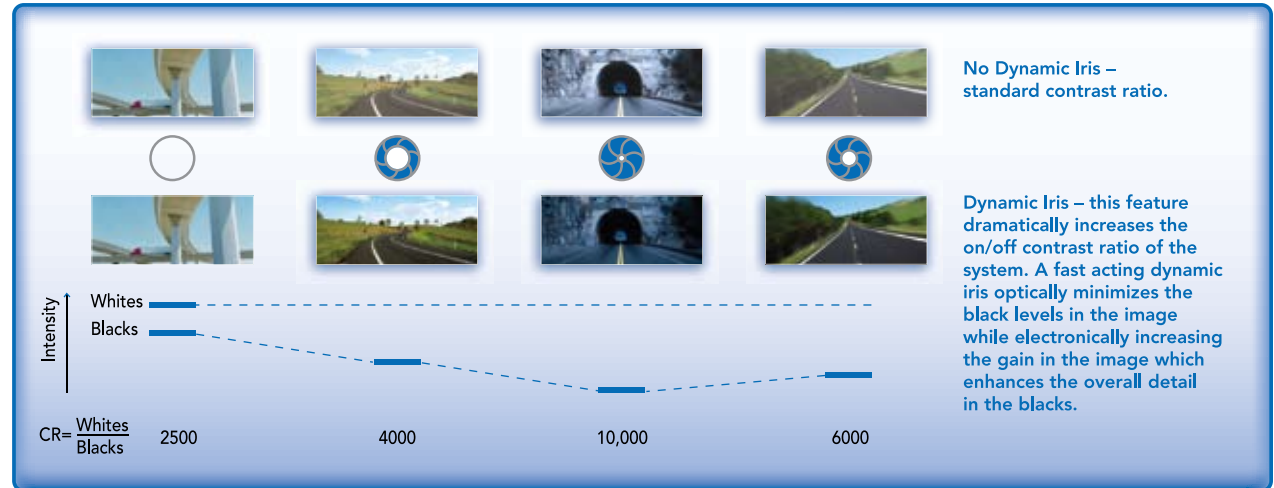 No Dynamic Iris –
standard contrast ratio.
Dynamic Iris – this feature
dramatically increases the
on/off contrast ratio of the
system. A fast acting dynamic
iris optically minimizes the
black levels in the image
while electronically increasing
the gain in the image which
enhances the overall detail
in the blacks.
Intensity
Whites
Blacks
CR= Whites
Blacks
2500 4000 10,000 6000